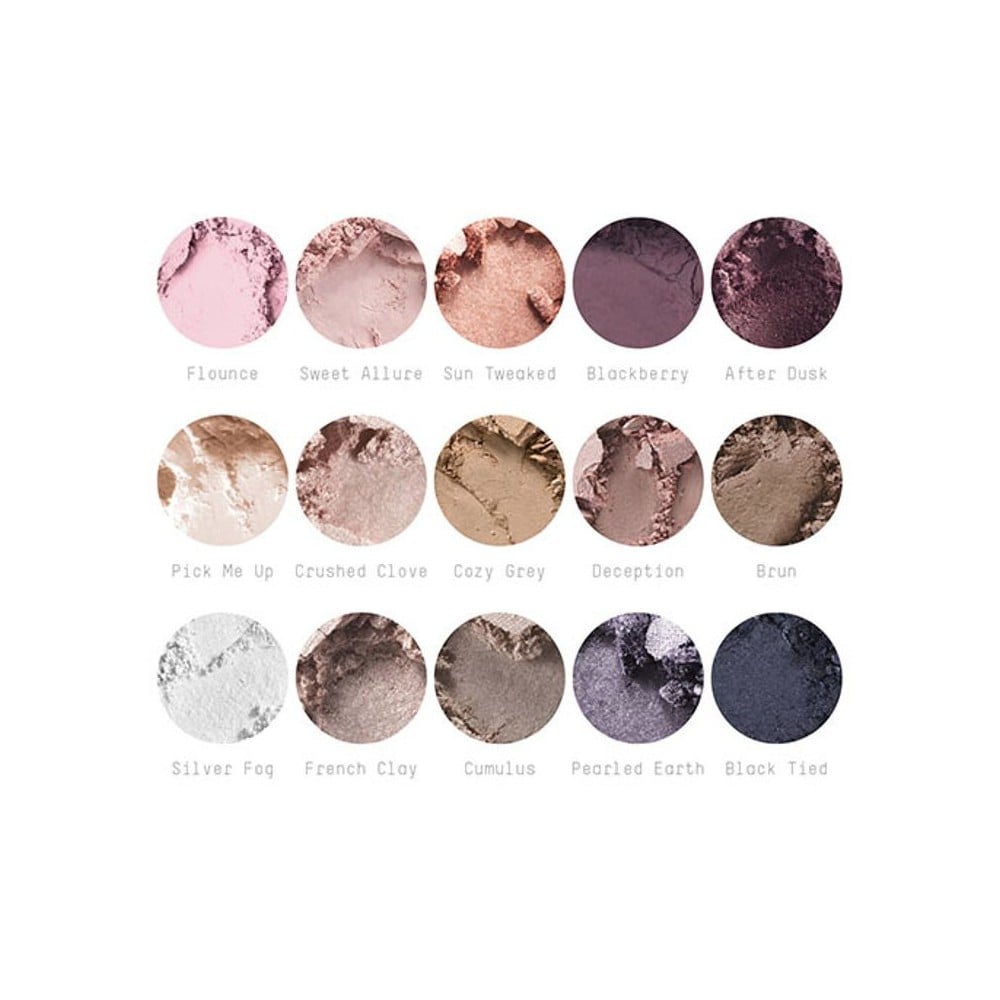 Flounce Sweet Allure Sun Tweaked Blackberry After Dusk
Pick Me Up Crushed Clove Cozy Grey Deception Brun
Silver Fog French Clay Cumulus Pearled Earth Black Tied